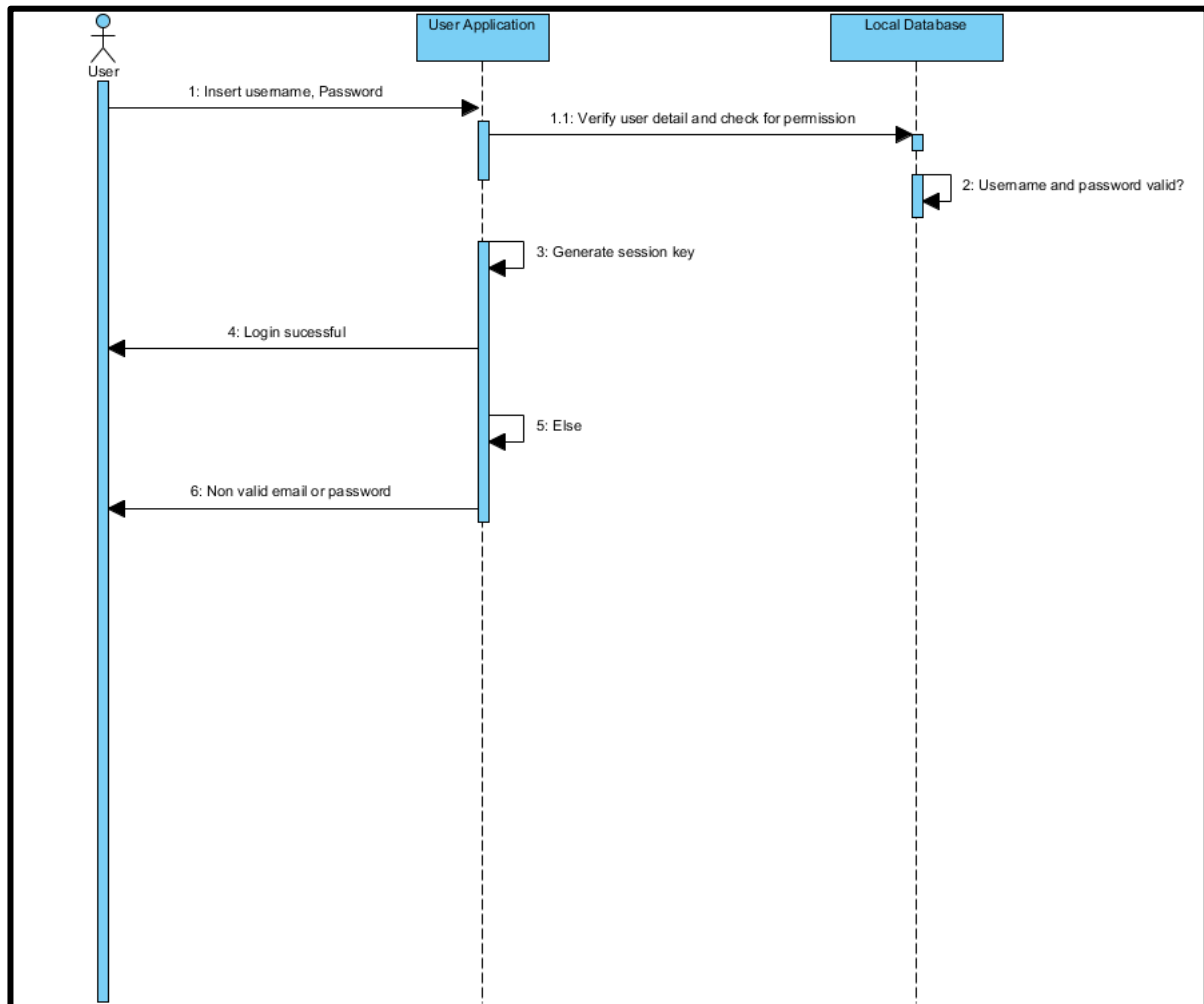 User Application
Local Database
User
1: Insert username, Password
1.1: Verify user detail and check for permission
2: Username and password valid?
3: Generate session key
4: Login sucessful
5: Else
6: Non valid email or password